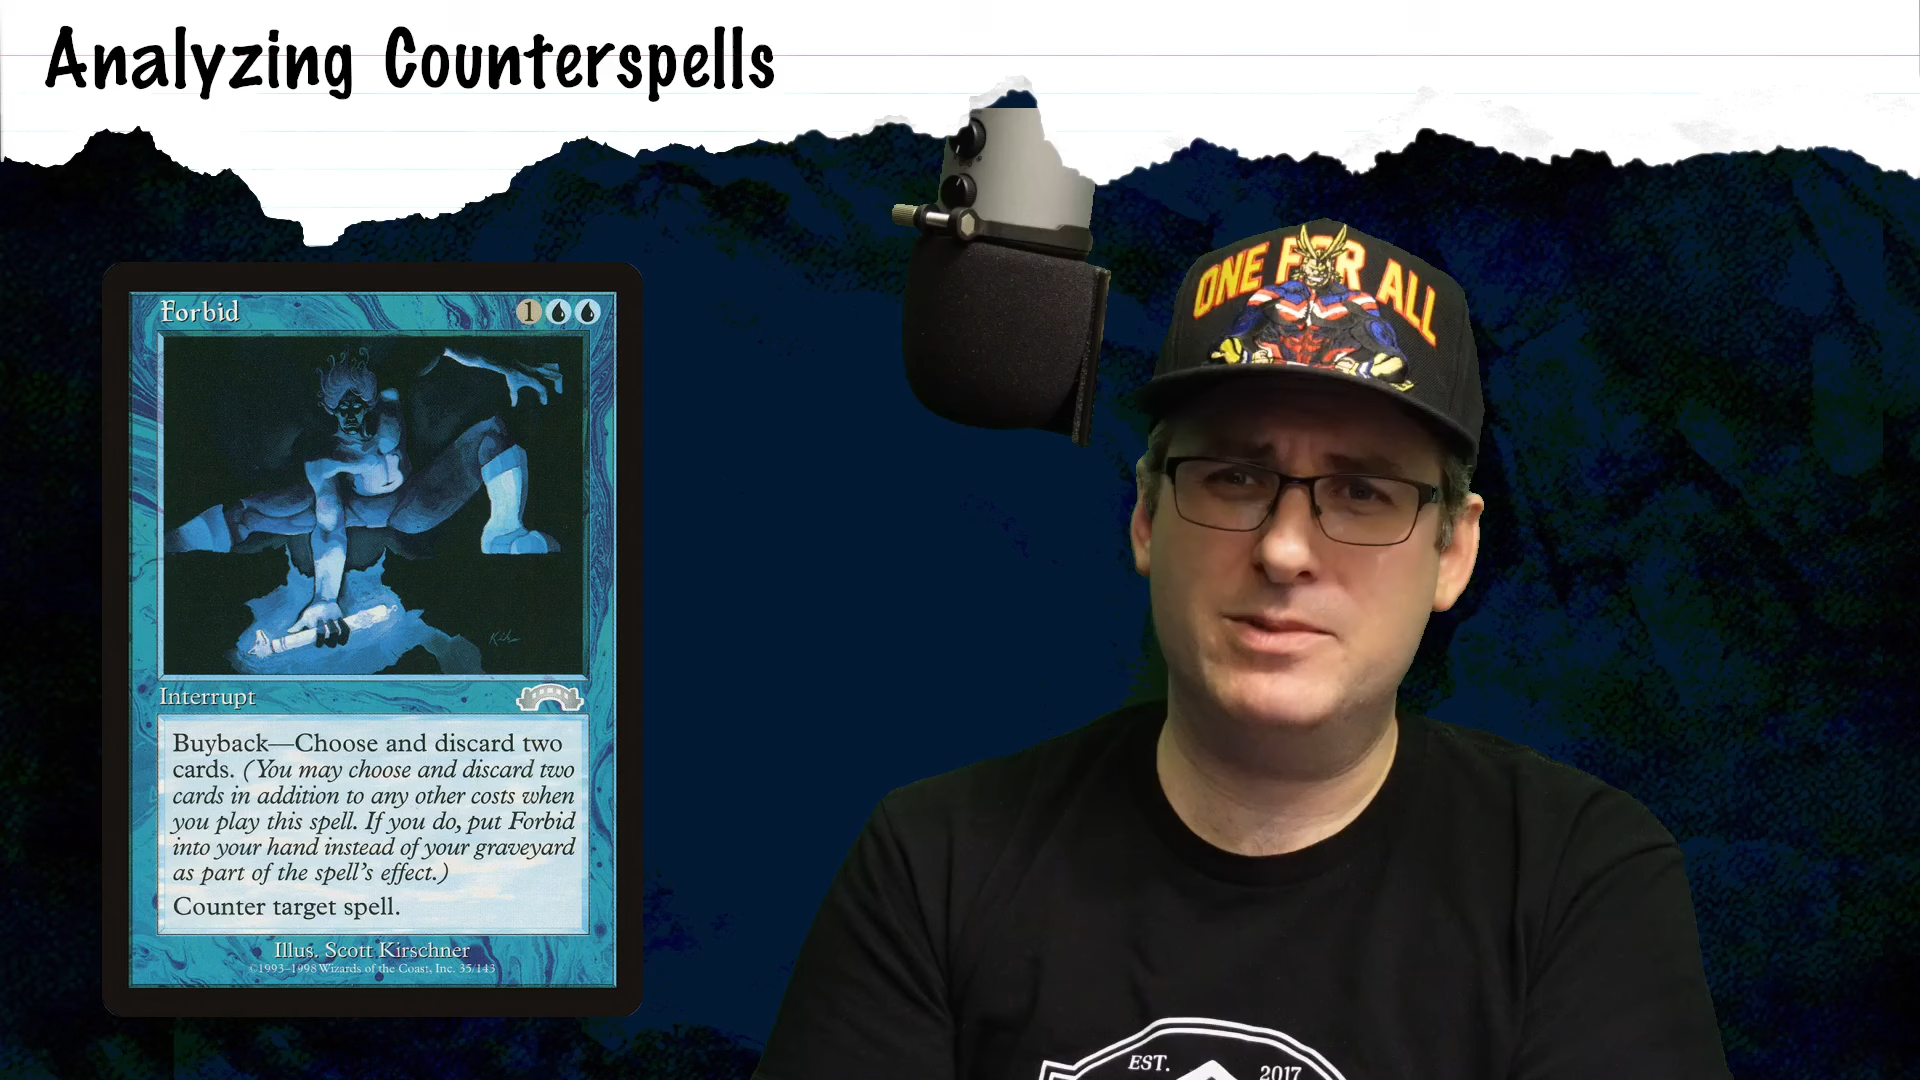 Analyzing Counterspells
Forbid 1
Interrupt
Buyback—Choose and discard two
cards. (You may choose and discard two
cards in addition to any other costs when
you play this spell. If you do, put Forbid
into your hand instead of your graveyard
as part of the spell's effect.)
Counter target spell.
Illus. Scott Kirschner
©1993–1998 Wizards of the Coast, Inc. 35/143
ONE FOR ALL
EST. 2017